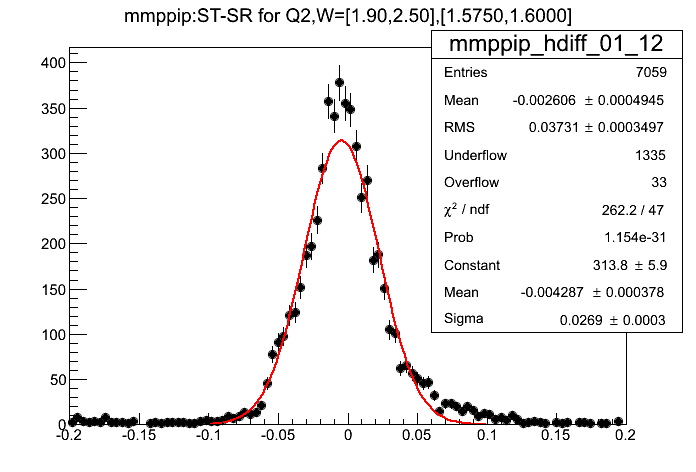 mmppip:ST-SR for Q2,W=[1.90,2.50],[1.5750,1.6000]
mmppip_hdiff_01_12
Entries 7059
Mean -0.002606 ± 0.0004945
RMS 0.03731 ± 0.0003497
Underflow 1335
Overflow 33
χ² / ndf 262.2 / 47
Prob 1.154e-31
Constant 313.8 ± 5.9
Mean -0.004287 ± 0.000378
Sigma 0.0269 ± 0.0003
400
350
300
250
200
150
100
50
0
-0.2 -0.15 -0.1 -0.05 0 0.05 0.1 0.15 0.2